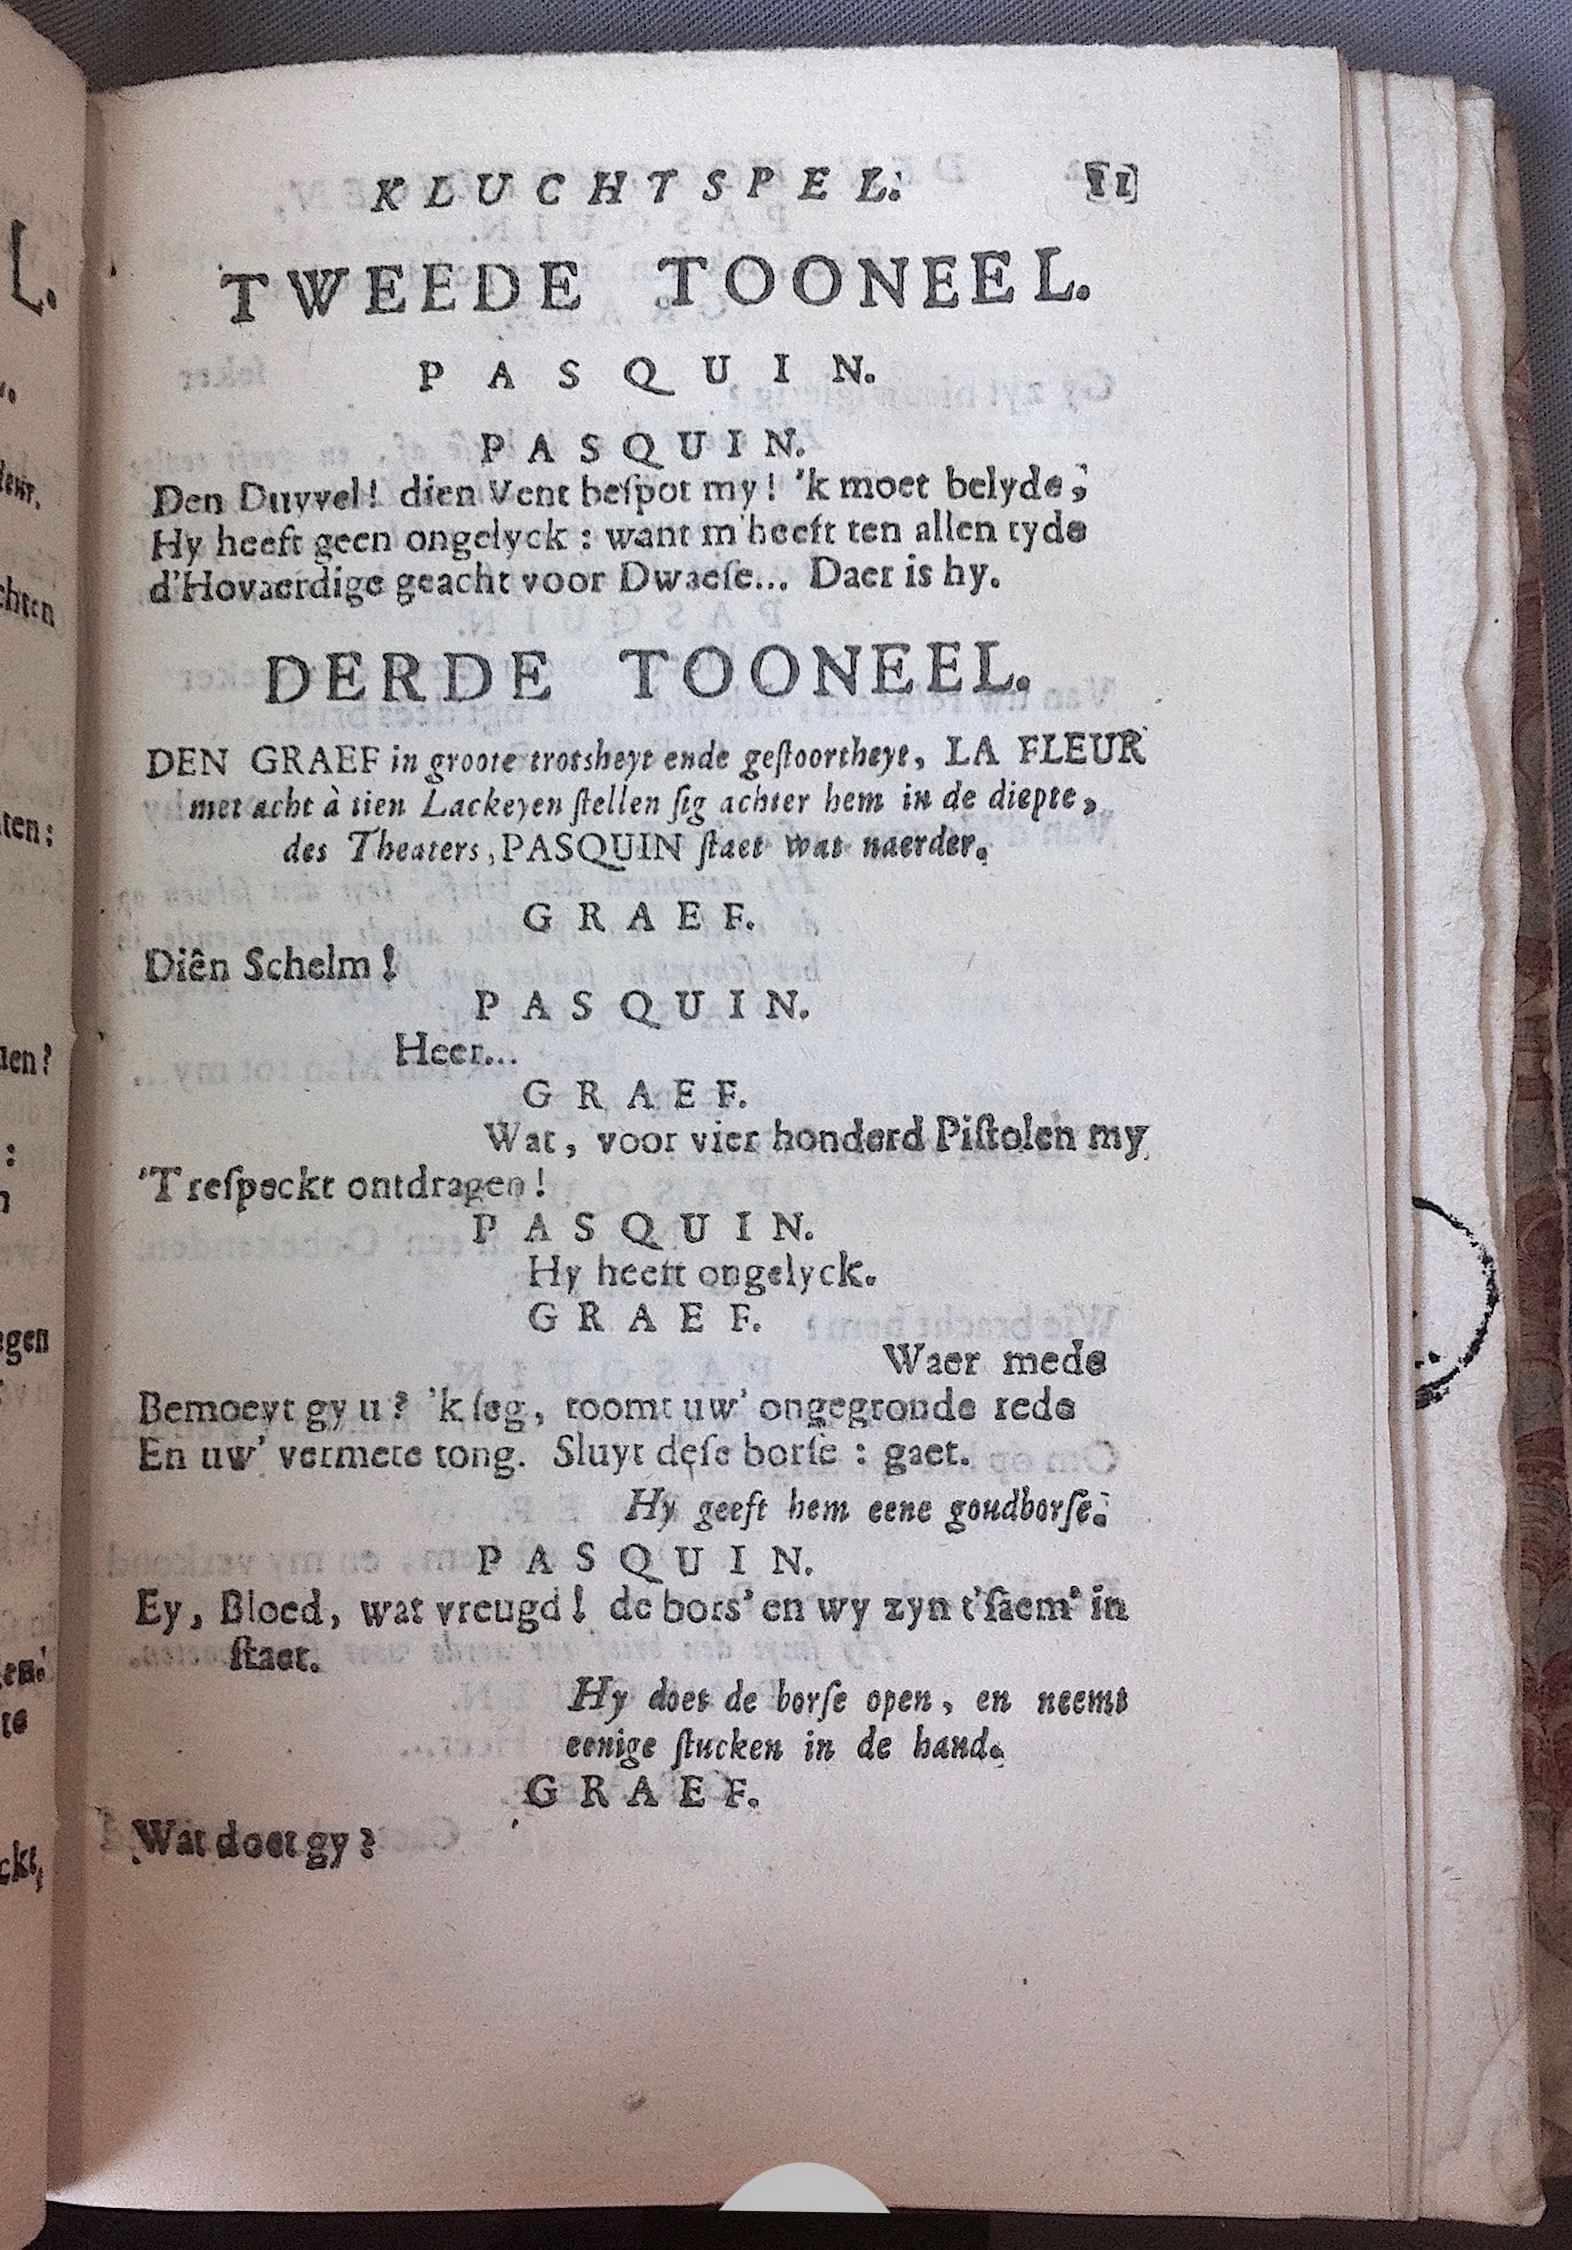 KLUCHTSPEL. 11
TWEEDE TOONEEL.
PASQUIN.
PASQUIN.
Den Duyvel! dien Vent beſpot my! 'k moet belyde,
Hy heeft geen ongelyck : want m'heeft ten allen tyde
d'Hovaerdige geacht voor Dwaeſe... Daer is hy.
DERDE TOONEEL.
DEN GRAEF in groote trotsheyt ende geſtoortheyt, LA FLEUR
met acht à tien Lackeyen ſtellen ſig achter hem in de diepte,
des Theaters, PASQUIN ſtaet wat naerder.
GRAEF.
Diên Schelm!
PASQUIN.
Heer...
GRAEF.
Wat, voor vier honderd Piſtolen my
'T reſpeckt ontdragen!
PASQUIN.
Hy heeft ongelyck.
GRAEF.
Waer mede
Bemoeyt gy u? 'k ſeg, toomt uw' ongegronde rede
En uw' vermete tong. Sluyt deſe borſe : gaet.
Hy geeft hem eene goudborſe.
PASQUIN.
Ey, Bloed, wat vreugd! de bors' en wy zyn t'ſaem' in
ſtaet.
Hy doet de borſe open, en neemt
eenige ſtucken in de hand.
GRAEF.
Wat doet gy?